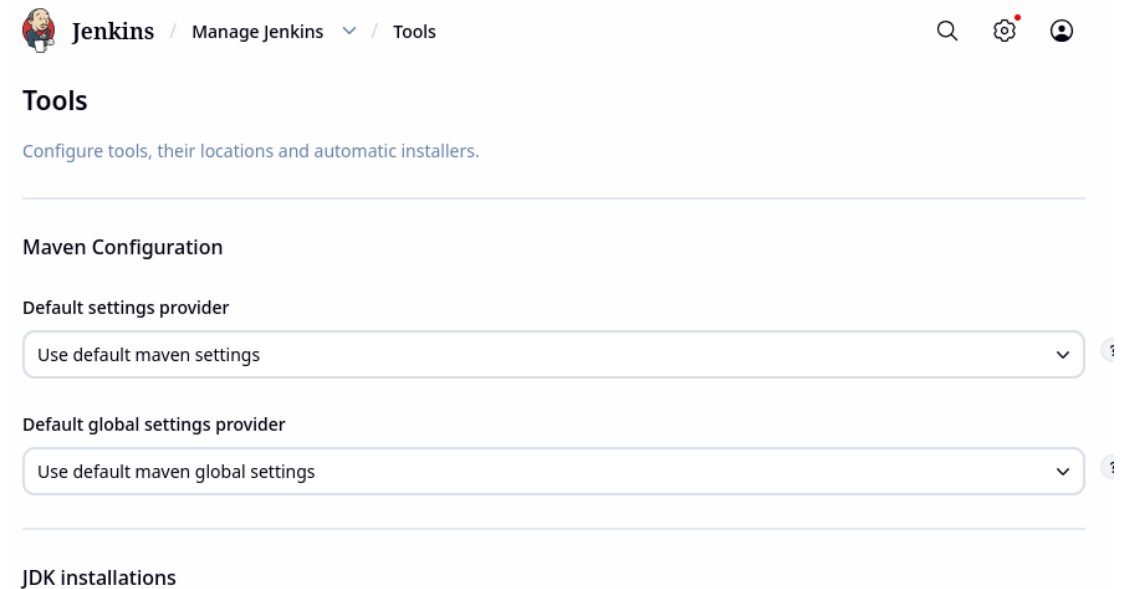 Jenkins / Manage Jenkins / Tools
Tools
Configure tools, their locations and automatic installers.
Maven Configuration
Default settings provider
Use default maven settings
?
Default global settings provider
Use default maven global settings
?
JDK installations